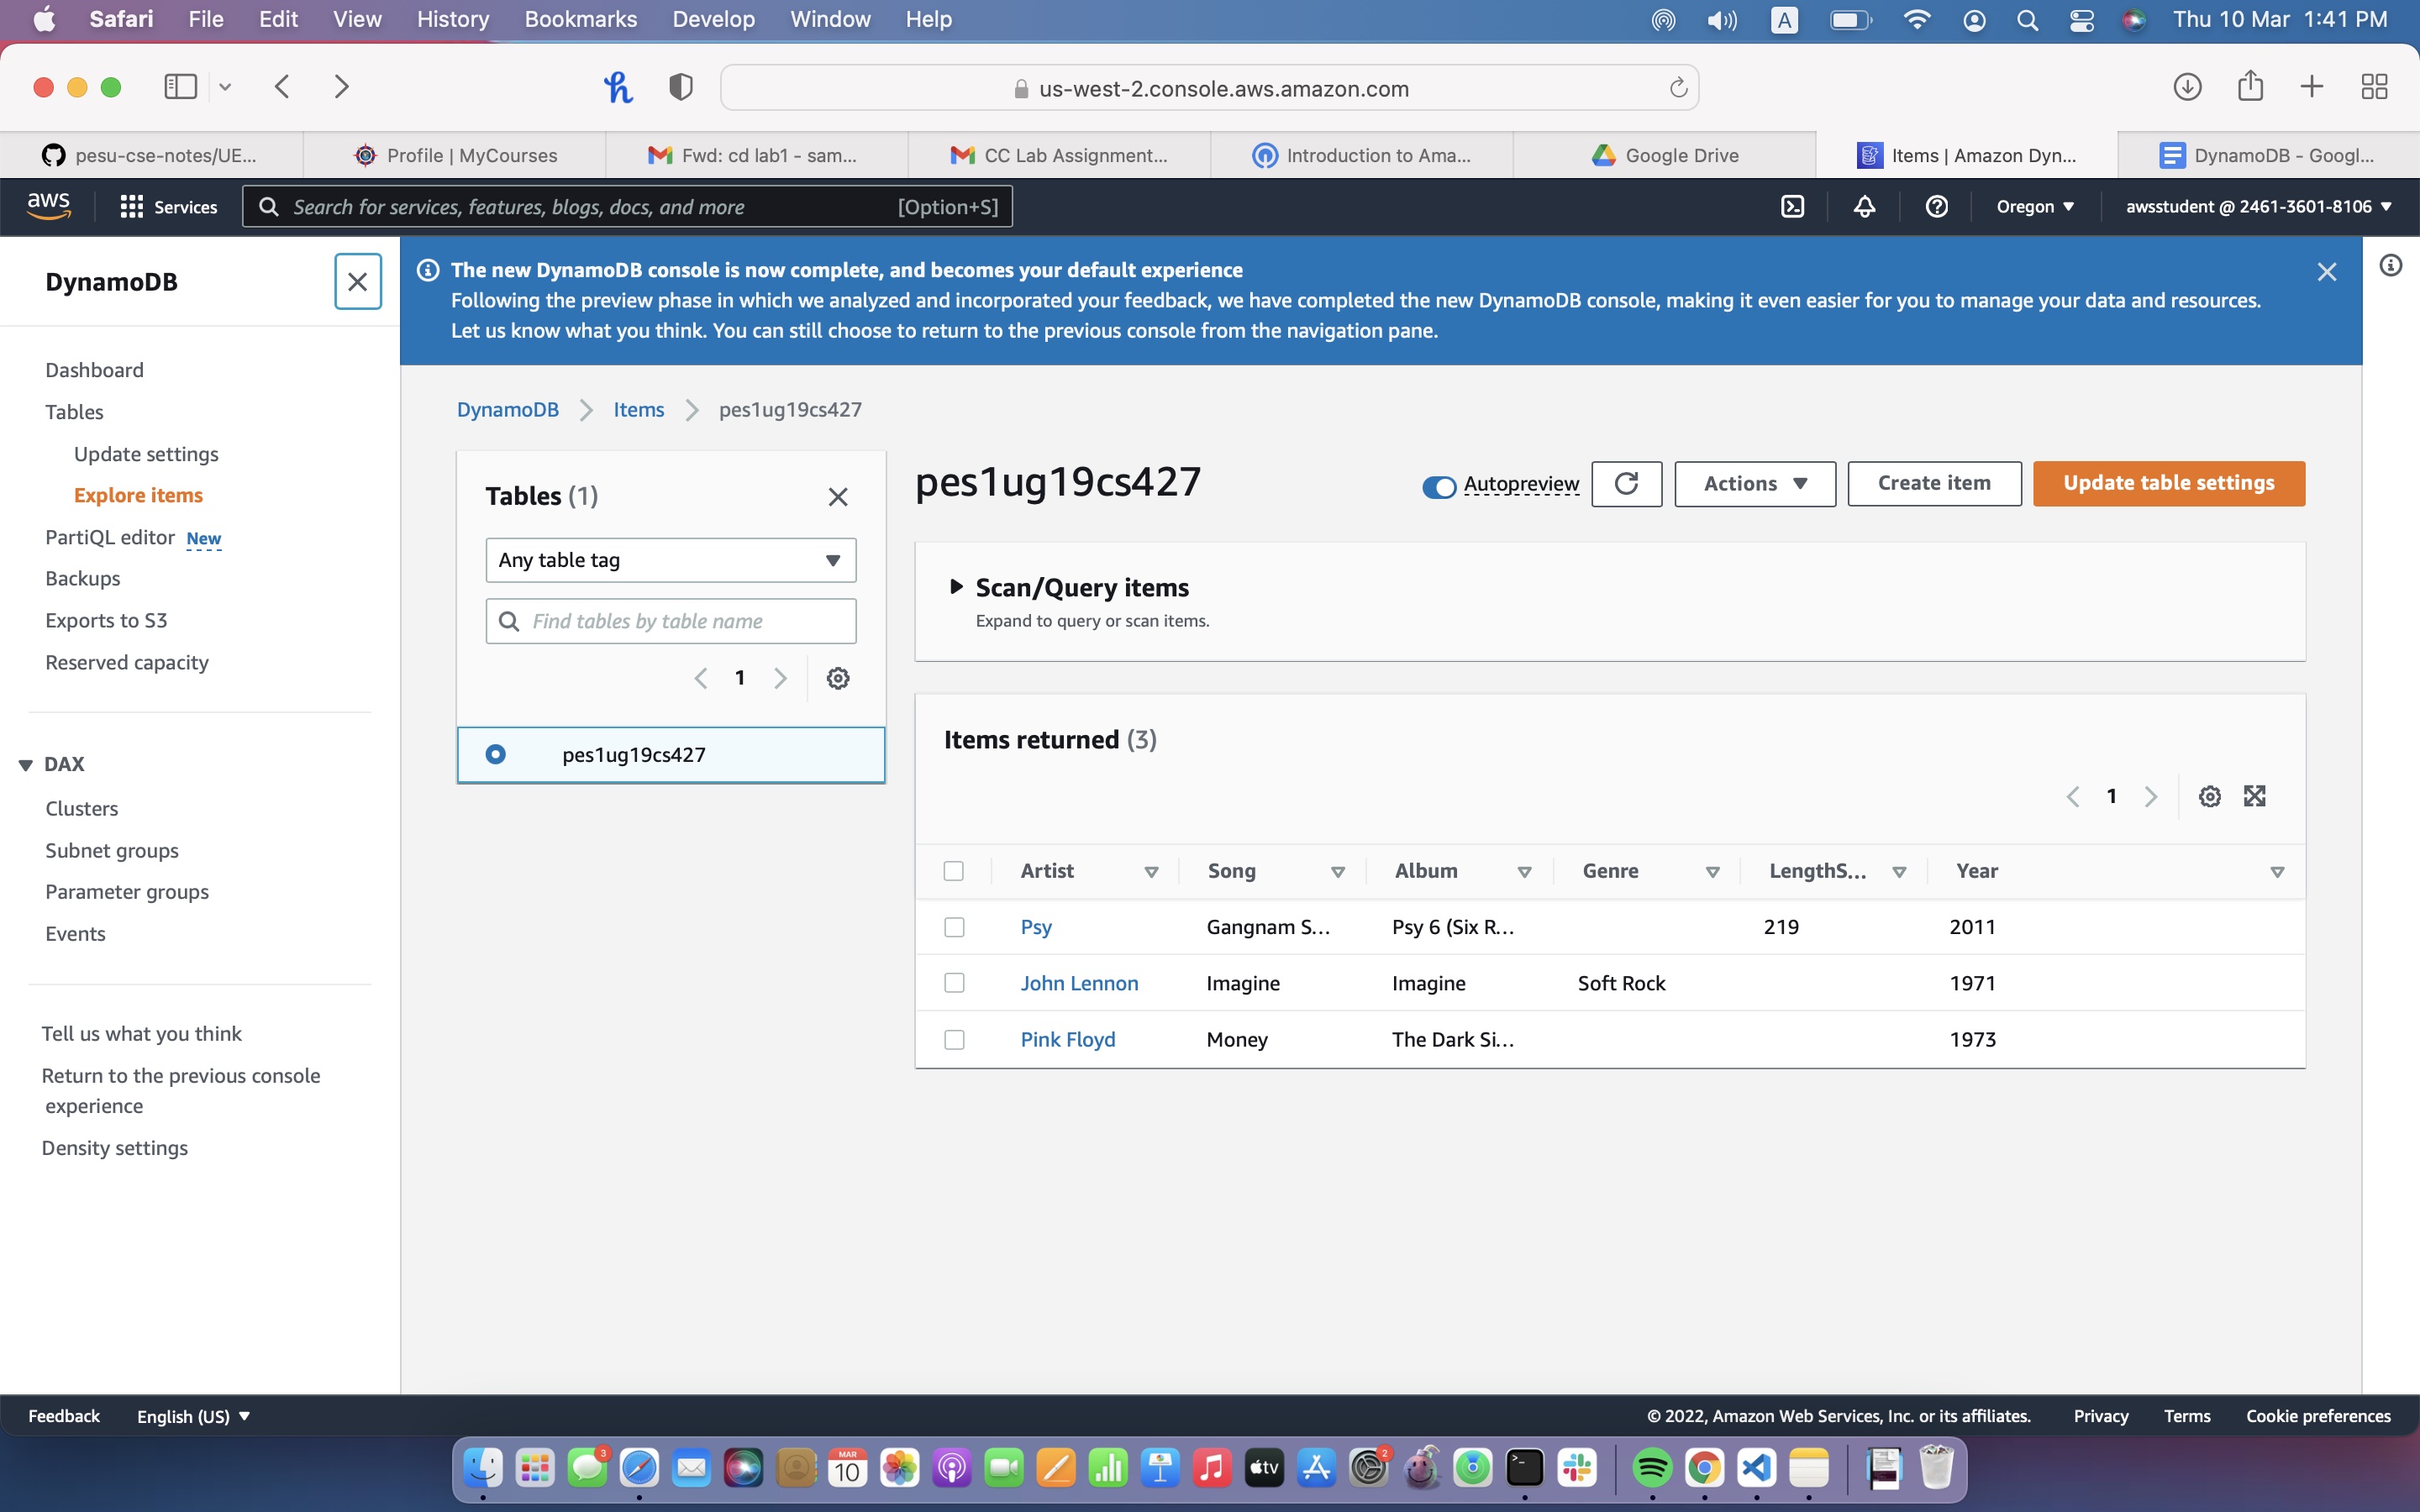 Safari File Edit View History Bookmarks Develop Window Help A Thu 10 Mar 1:41 PM
us-west-2.console.aws.amazon.com
pesu-cse-notes/UE... Profile | MyCourses Fwd: cd lab1 - sam... CC Lab Assignment... Introduction to Ama... Google Drive Items | Amazon Dyn... DynamoDB - Googl...
aws Services Search for services, features, blogs, docs, and more [Option+S] Oregon ▼ awsstudent @ 2461-3601-8106 ▼
DynamoDB
The new DynamoDB console is now complete, and becomes your default experience
Following the preview phase in which we analyzed and incorporated your feedback, we have completed the new DynamoDB console, making it even easier for you to manage your data and resources.
Let us know what you think. You can still choose to return to the previous console from the navigation pane.
Dashboard
Tables
Update settings
Explore items
PartiQL editor New
Backups
Exports to S3
Reserved capacity
DAX
Clusters
Subnet groups
Parameter groups
Events
Tell us what you think
Return to the previous console
experience
Density settings
DynamoDB Items pes1ug19cs427
Tables (1)
Any table tag
Find tables by table name
1
pes1ug19cs427
pes1ug19cs427 Autopreview Actions Create item Update table settings
Scan/Query items
Expand to query or scan items.
Items returned (3)
1
Artist Song Album Genre LengthS... Year
Psy Gangnam S... Psy 6 (Six R... 219 2011
John Lennon Imagine Imagine Soft Rock 1971
Pink Floyd Money The Dark Si... 1973
Feedback English (US) ▼ © 2022, Amazon Web Services, Inc. or its affiliates. Privacy Terms Cookie preferences
3 MAR 10 tv 2